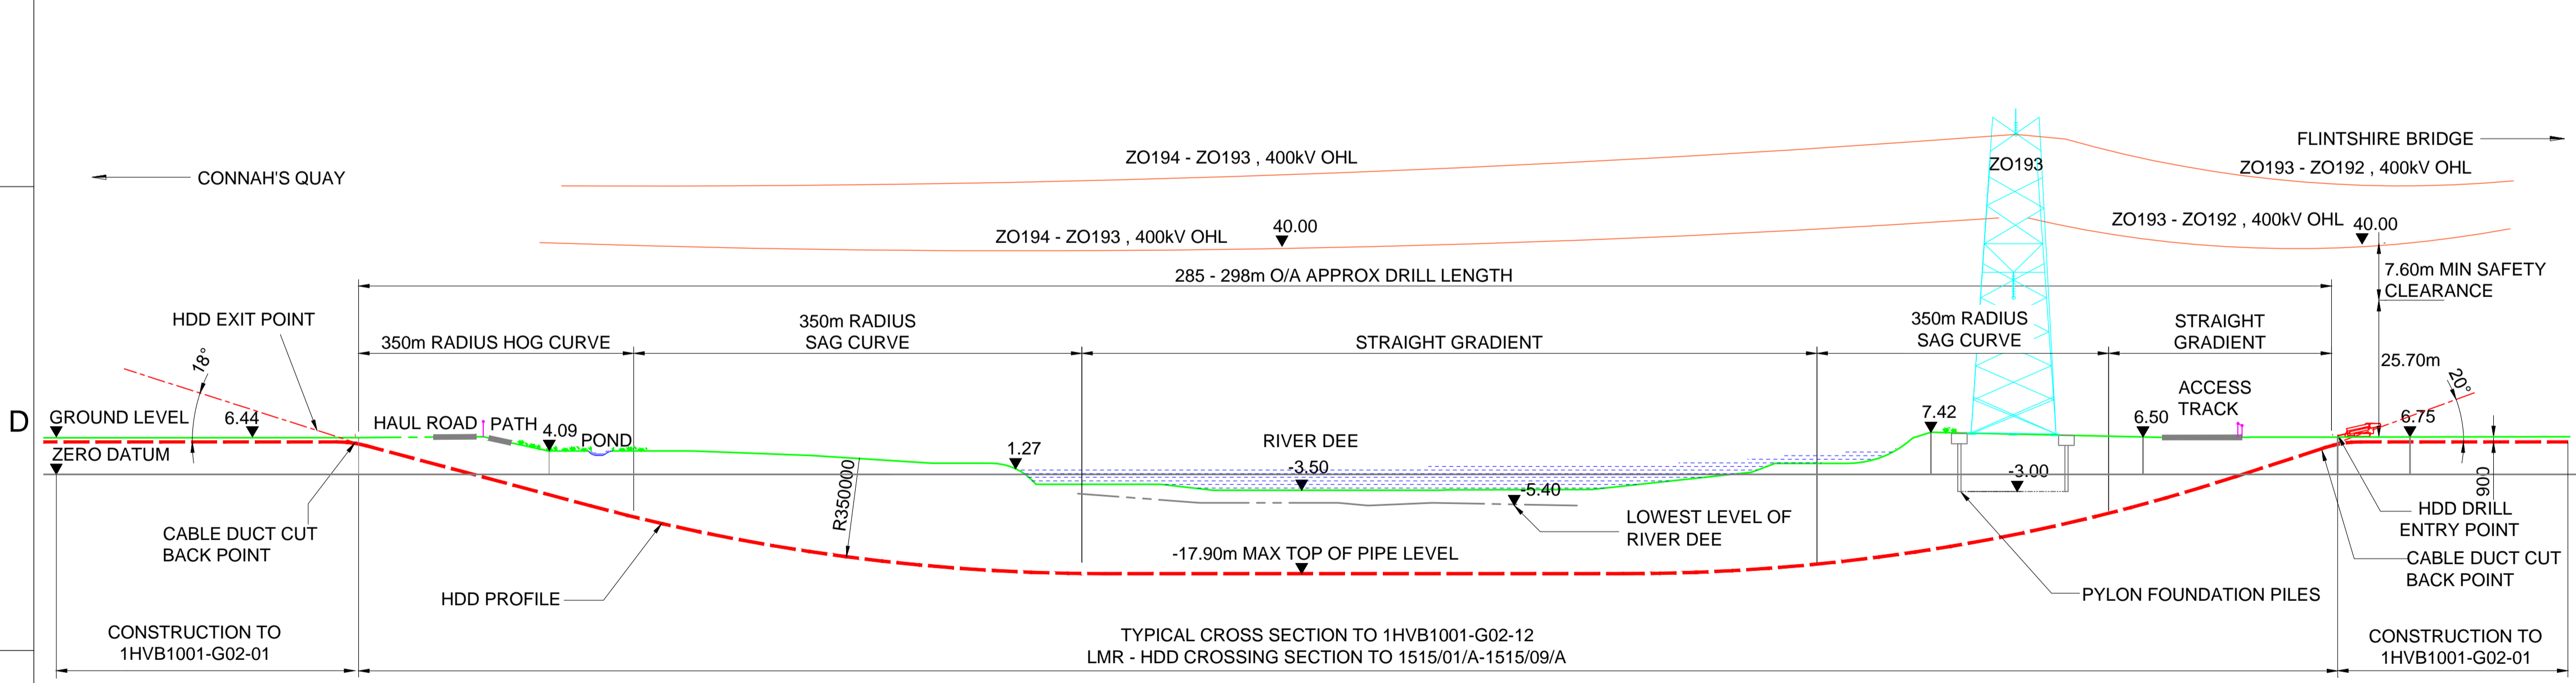 FLINTSHIRE BRIDGE
ZO194 - ZO193 , 400kV OHL
ZO193
ZO193 - ZO192 , 400kV OHL
CONNAH'S QUAY
ZO194 - ZO193 , 400kV OHL
40.00
ZO193 - ZO192 , 400kV OHL
40.00
285 - 298m O/A APPROX DRILL LENGTH
7.60m MIN SAFETY
CLEARANCE
HDD EXIT POINT
350m RADIUS HOG CURVE
350m RADIUS
SAG CURVE
STRAIGHT GRADIENT
350m RADIUS
SAG CURVE
STRAIGHT
GRADIENT
25.70m
18°
20°
D
GROUND LEVEL
6.44
HAUL ROAD
PATH
4.09
POND
1.27
RIVER DEE
-3.50
7.42
6.50
ACCESS
TRACK
6.75
ZERO DATUM
R350000
-5.40
-3.00
900
CABLE DUCT CUT
BACK POINT
LOWEST LEVEL OF
RIVER DEE
HDD DRILL
ENTRY POINT
-17.90m MAX TOP OF PIPE LEVEL
CABLE DUCT CUT
BACK POINT
HDD PROFILE
PYLON FOUNDATION PILES
CONSTRUCTION TO
1HVB1001-G02-01
TYPICAL CROSS SECTION TO 1HVB1001-G02-12
LMR - HDD CROSSING SECTION TO 1515/01/A-1515/09/A
CONSTRUCTION TO
1HVB1001-G02-01